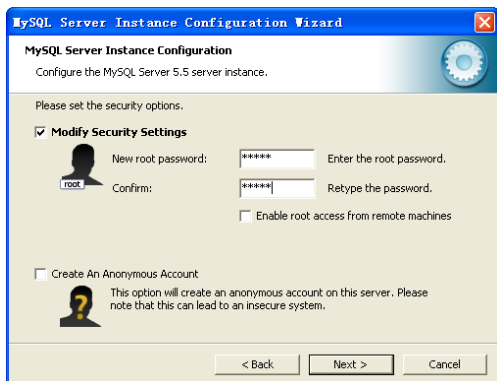 MySQL Server Instance Configuration Wizard
MySQL Server Instance Configuration
Configure the MySQL Server 5.5 server instance.
Please set the security options.
Modify Security Settings
root
New root password: ***** Enter the root password.
Confirm: ***** Retype the password.
Enable root access from remote machines
Create An Anonymous Account
This option will create an anonymous account on this server. Please
note that this can lead to an insecure system.
< Back Next > Cancel